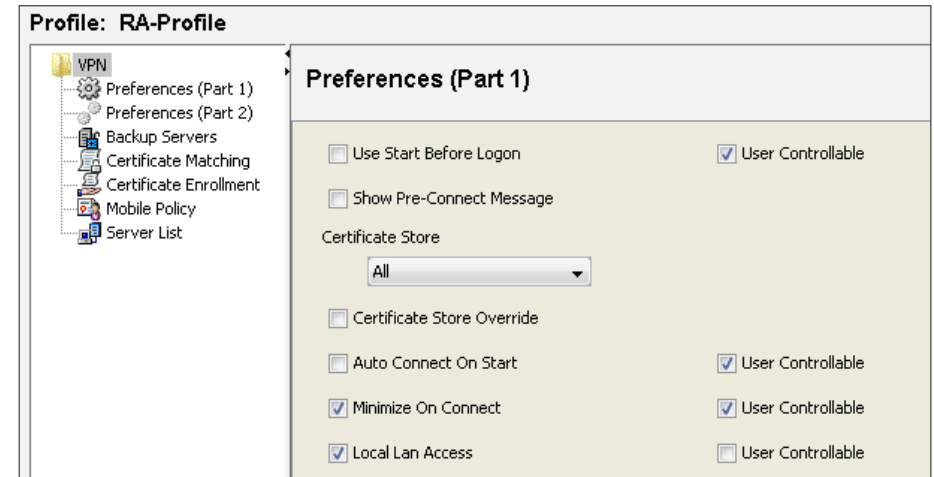 Profile: RA-Profile
VPN
Preferences (Part 1)
Preferences (Part 2)
Backup Servers
Certificate Matching
Certificate Enrollment
Mobile Policy
Server List
Preferences (Part 1)
Use Start Before Logon User Controllable
Show Pre-Connect Message
Certificate Store
All
Certificate Store Override
Auto Connect On Start User Controllable
Minimize On Connect User Controllable
Local Lan Access User Controllable